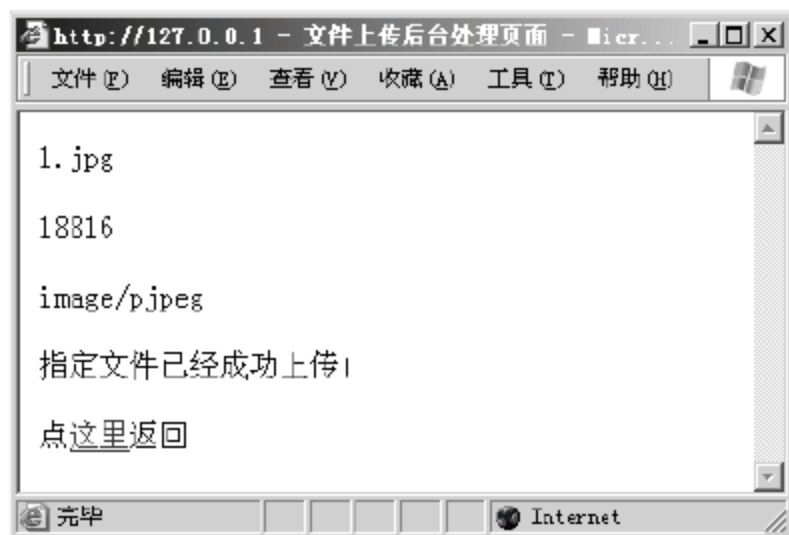 http://127.0.0.1 - 文件上传后台处理页面 - Micr...
文件(F) 编辑(E) 查看(V) 收藏(A) 工具(T) 帮助(H)
1.jpg
18816
image/pjpeg
指定文件已经成功上传!
点这里返回
完毕 Internet